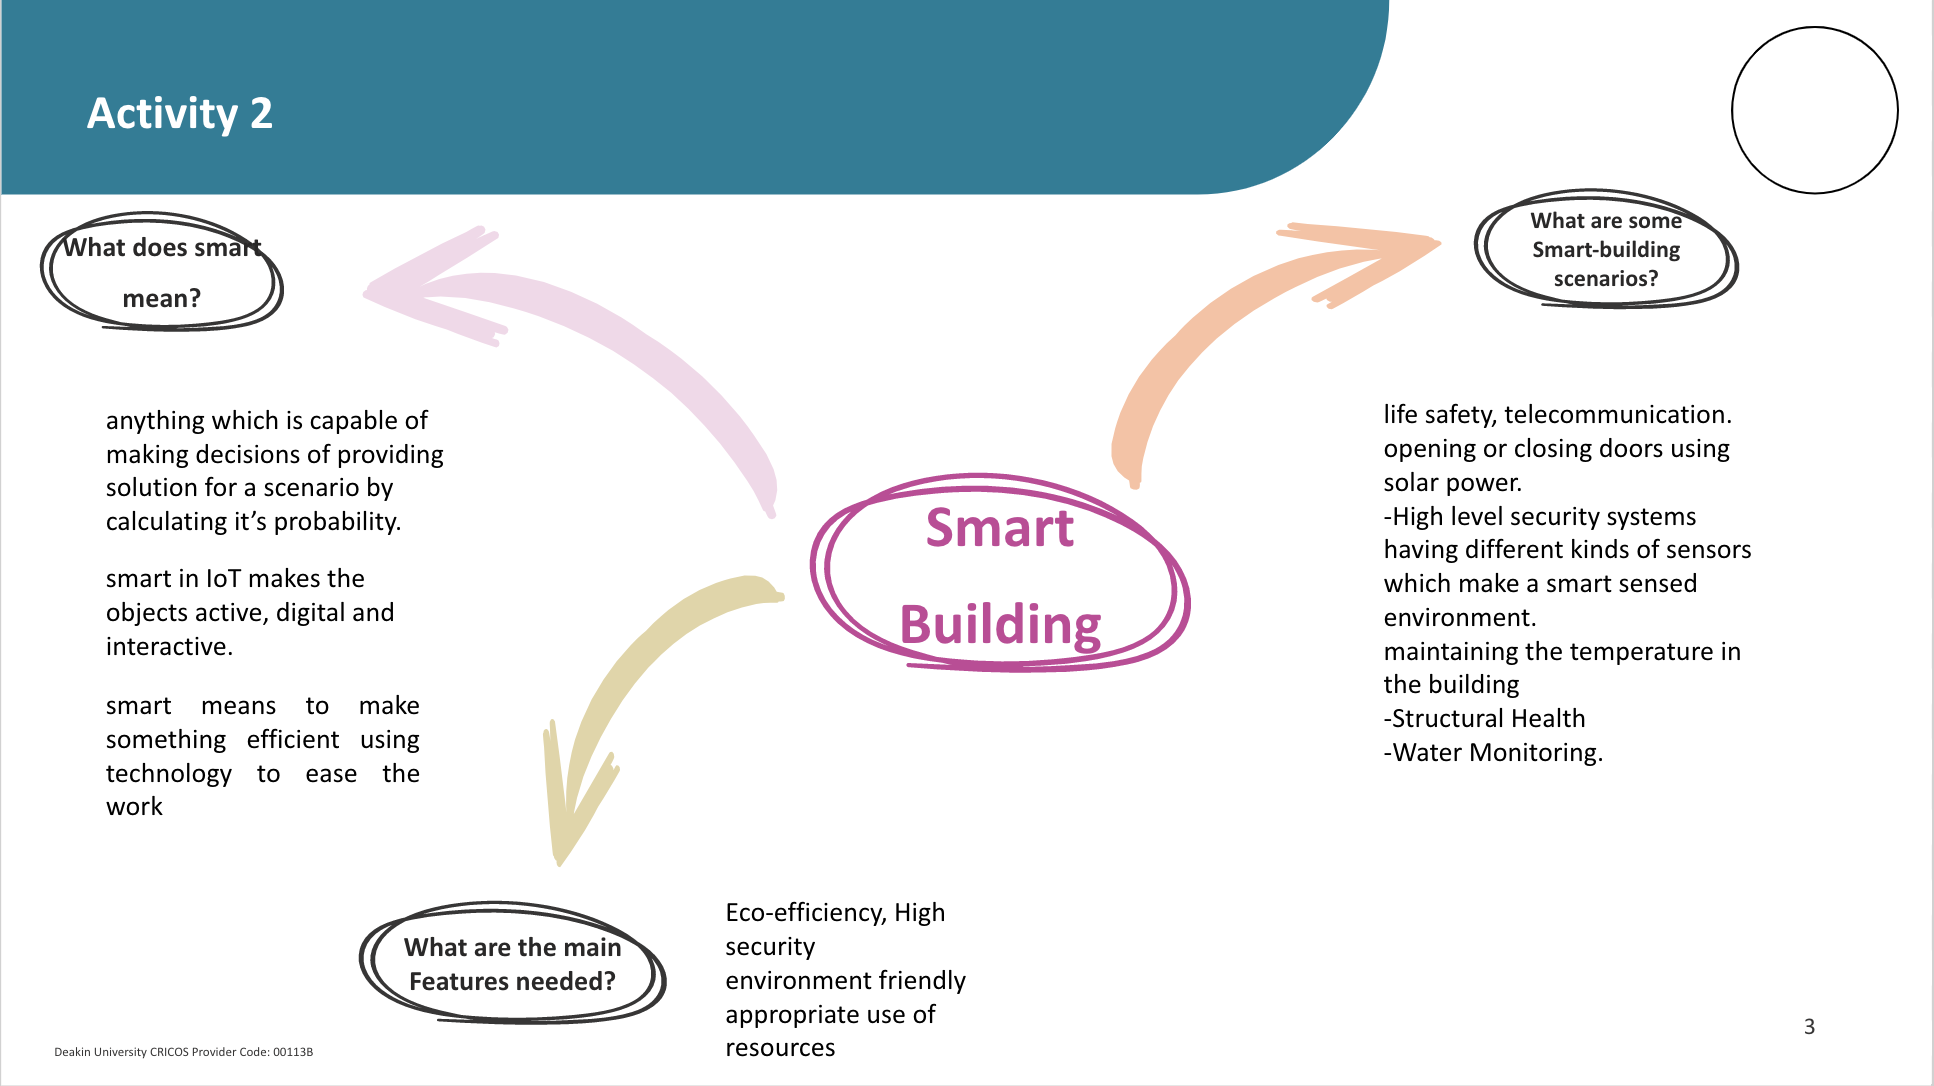 Activity 2
What does smart
mean?
anything which is capable of
making decisions of providing
solution for a scenario by
calculating it’s probability.
smart in IoT makes the
objects active, digital and
interactive.
smart means to make
something efficient using
technology to ease the
work
Smart
Building
What are some
Smart-building
scenarios?
life safety, telecommunication.
opening or closing doors using
solar power.
-High level security systems
having different kinds of sensors
which make a smart sensed
environment.
maintaining the temperature in
the building
-Structural Health
-Water Monitoring.
What are the main
Features needed?
Eco-efficiency, High
security
environment friendly
appropriate use of
resources
Deakin University CRICOS Provider Code: 00113B
3